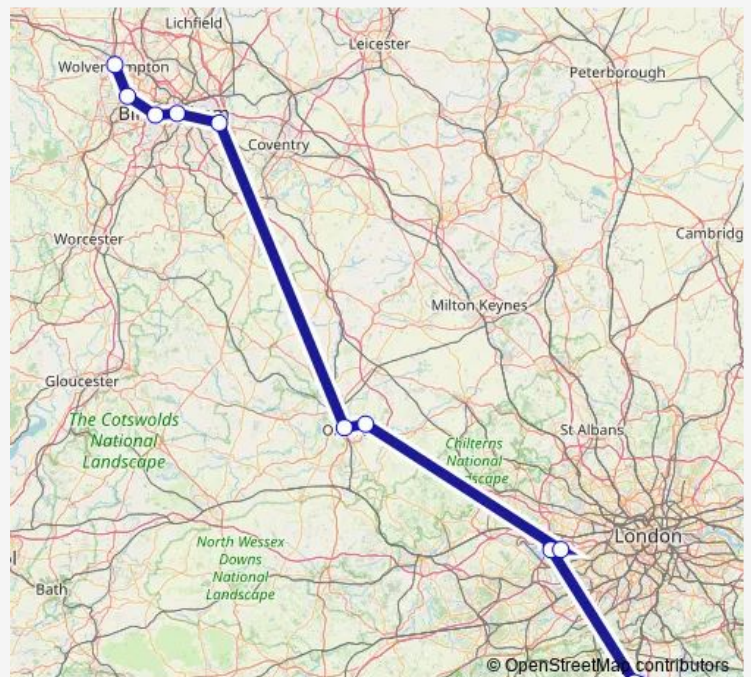 Lichfield
Leicester
Peterborough
Coventry
Worcester
Cambridg
Milton Keynes
Gloucester
The Cotswolds
National
Landscape
St Albans
Chilterns
National
London
North Wessex
Downs
National
Landscape
Bath
© OpenStreetMap contributors